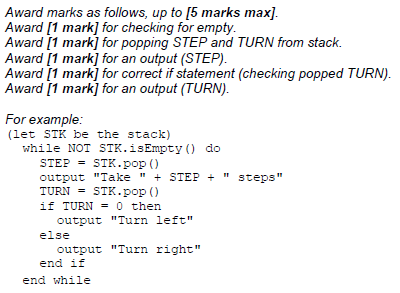 Award marks as follows, up to [5 marks max].
Award [1 mark] for checking for empty.
Award [1 mark] for popping STEP and TURN from stack.
Award [1 mark] for an output (STEP).
Award [1 mark] for correct if statement (checking popped TURN).
Award [1 mark] for an output (TURN).

For example:
(let STK be the stack)
  while NOT STK.isEmpty() do
    STEP = STK.pop()
    output "Take " + STEP + " steps"
    TURN = STK.pop()
    if TURN = 0 then
      output "Turn left"
    else
      output "Turn right"
    end if
  end while